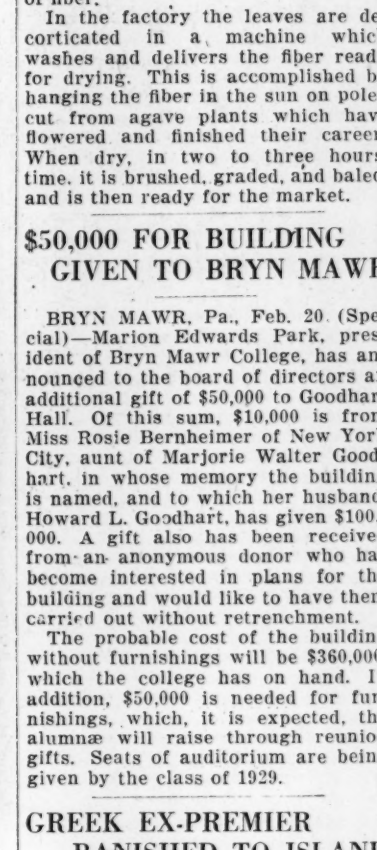 In the factory the leaves are de
corticated in a machine whic
washes and delivers the fiber read
for drying. This is accomplished b
hanging the fiber in the sun on pole
cut from agave plants which hav
flowered and finished their career
When dry, in two to three hours
time. it is brushed, graded, and baled
and is then ready for the market.
$50,000 FOR BUILDING
GIVEN TO BRYN MAWR
BRYN MAWR, Pa., Feb. 20 (Spe
cial)—Marion Edwards Park, pres
ident of Bryn Mawr College, has an
nounced to the board of directors a
additional gift of $50,000 to Goodhar
Hall. Of this sum, $10,000 is from
Miss Rosie Bernheimer of New Yor
City, aunt of Marjorie Walter Good
hart, in whose memory the buildin
is named, and to which her husband
Howard L. Goodhart, has given $100,
000. A gift also has been receive
from an anonymous donor who ha
become interested in plans for th
building and would like to have them
carried out without retrenchment.
The probable cost of the buildin
without furnishings will be $360,000
which the college has on hand. I
addition, $50,000 is needed for fur
nishings, which, it is expected, th
alumnæ will raise through reunio
gifts. Seats of auditorium are bein
given by the class of 1929.
GREEK EX-PREMIER
BANISHED TO ISLAND